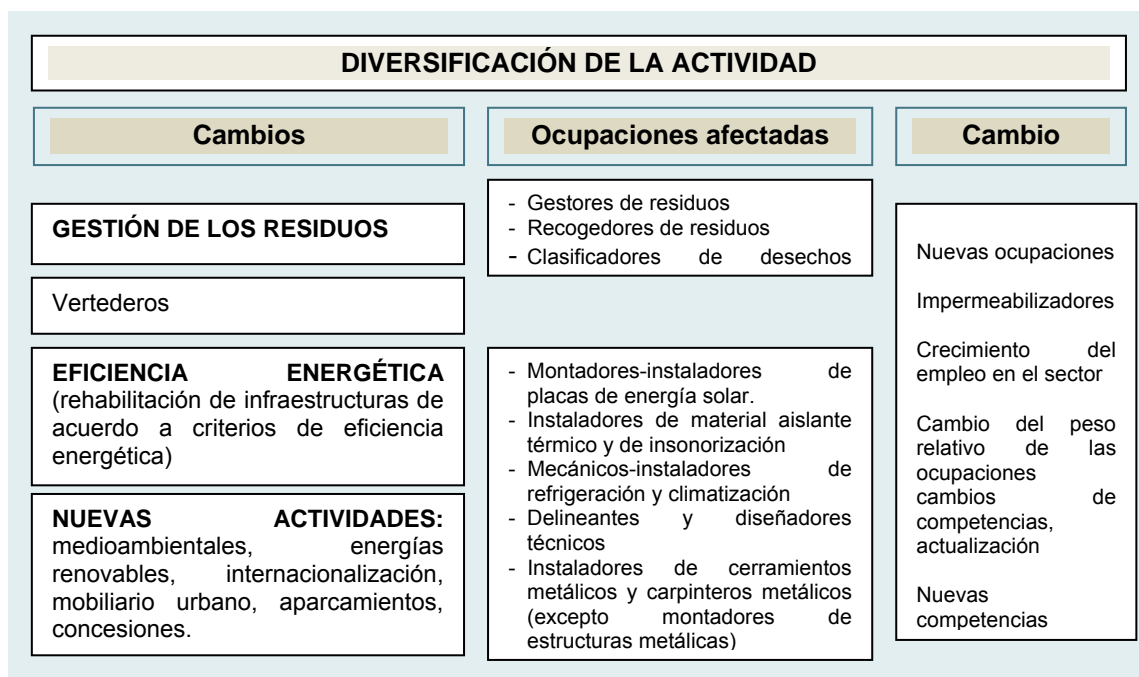 DIVERSIFICACIÓN DE LA ACTIVIDAD
Cambios
Ocupaciones afectadas
Cambio
GESTIÓN DE LOS RESIDUOS
Vertederos
EFICIENCIA ENERGÉTICA
(rehabilitación de infraestructuras de
acuerdo a criterios de eficiencia
energética)
NUEVAS ACTIVIDADES:
medioambientales, energías
renovables, internacionalización,
mobiliario urbano, aparcamientos,
concesiones.
- Gestores de residuos
- Recogedores de residuos
- Clasificadores de desechos
- Montadores-instaladores de
placas de energía solar.
- Instaladores de material aislante
térmico y de insonorización
- Mecánicos-instaladores de
refrigeración y climatización
- Delineantes y diseñadores
técnicos
- Instaladores de cerramientos
metálicos y carpinteros metálicos
(excepto montadores de
estructuras metálicas)
Nuevas ocupaciones
Impermeabilizadores
Crecimiento del
empleo en el sector
Cambio del peso
relativo de las
ocupaciones
cambios de
competencias,
actualización
Nuevas
competencias